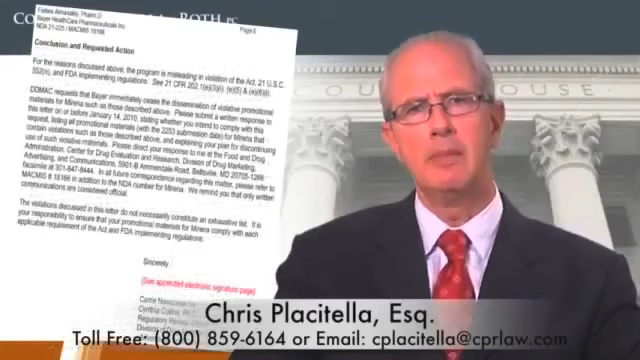 ROTH PC
Fadwa Almanakly, Pharm.D
Bayer HealthCare Pharmaceuticals Inc.
NDA 21-225 / MACMIS 18166
Page 6
Conclusion and Requested Action
For the reasons discussed above, the program is misleading in violation of the Act, 21 U.S.C.
352(n), and FDA implementing regulations. See 21 CFR
DDMAC requests that Bayer immediately cease the dissemination of violative promotional
materials for Mirena such as those described above. Please submit a written response to
this letter on or before January 14, 2010, stating whether you intend to comply with this
request, listing all promotional materials (with the 2253 submission date) for Mirena that
contain violations such as those described above, and explaining your plan for discontinuing
use of such violative materials. Please direct your response to me at the Food and Drug
Administration, Center for Drug Evaluation and Research, Division of Drug Marketing,
Advertising, and Communications, 5901-B Ammendale Road, Beltsville, MD 20705-1266,
facsimile at 301-847-8444. In all future correspondence regarding this matter, please refer to
MACMIS # 18166 in addition to the NDA number for Mirena. We remind you that only written
communications are considered official.
The violations discussed in this letter do not necessarily constitute an exhaustive list. It is
your responsibility to ensure that your promotional materials for Mirena comply with each
applicable requirement of the Act and FDA implementing regulations.
Sincerely,
{See appended electronic signature page}
Regulatory Review
Division of
COURT HOUSE
Chris Placitella, Esq.
Toll Free: (800) 859-6164 or Email: cplacitella@cprlaw.com